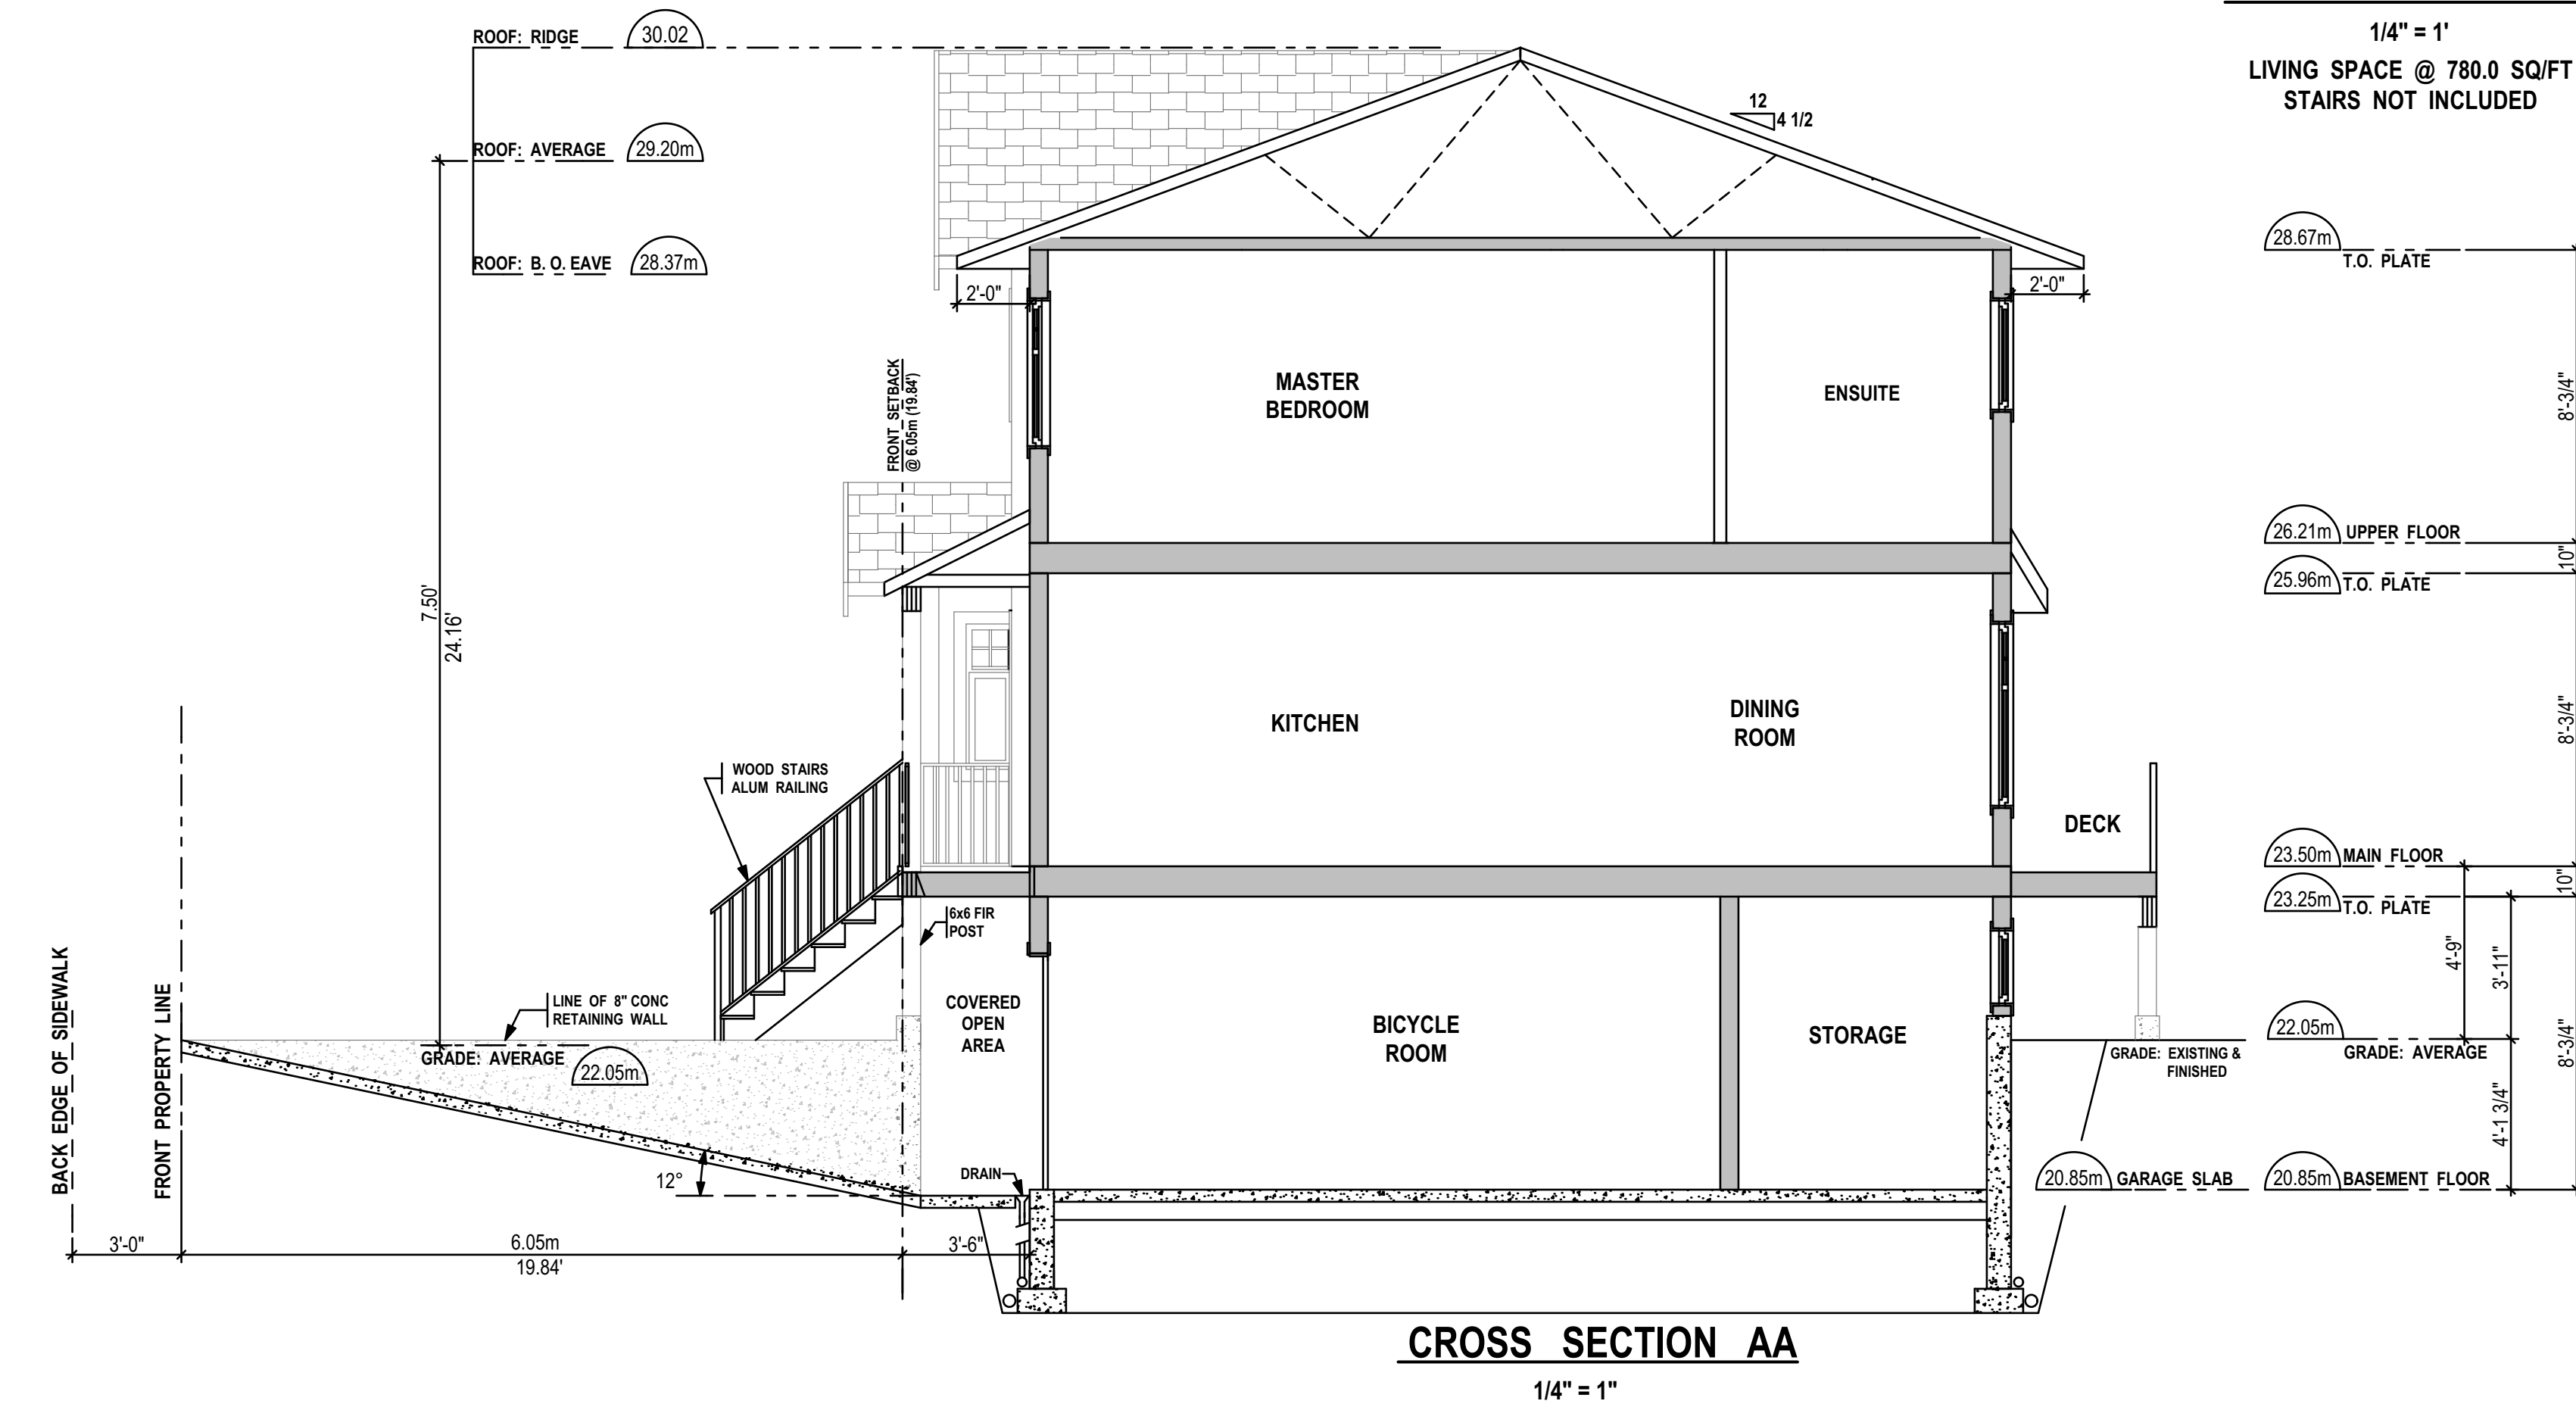 1/4" = 1'
LIVING SPACE @ 780.0 SQ/FT
STAIRS NOT INCLUDED
ROOF: RIDGE 30.02
ROOF: AVERAGE 29.20m
ROOF: B. O. EAVE 28.37m
12
4 1/2
2'-0"
2'-0"
28.67m T.O. PLATE
FRONT SETBACK
@ 6.05m (19.84')
MASTER
BEDROOM
ENSUITE
8'-3/4"
26.21m UPPER FLOOR
10"
25.96m T.O. PLATE
7.50'
24.16'
KITCHEN
DINING
ROOM
8'-3/4"
WOOD STAIRS
ALUM RAILING
DECK
23.50m MAIN FLOOR
10"
23.25m T.O. PLATE
6x6 FIR
POST
4'-9"
3'-11"
BACK EDGE OF SIDEWALK
FRONT PROPERTY LINE
LINE OF 8" CONC
RETAINING WALL
COVERED
OPEN
AREA
BICYCLE
ROOM
STORAGE
GRADE: AVERAGE
22.05m
GRADE: EXISTING &
FINISHED
22.05m
GRADE: AVERAGE
8'-3/4"
4'-1 3/4"
12°
DRAIN
20.85m GARAGE SLAB
20.85m BASEMENT FLOOR
3'-0"
6.05m
19.84'
3'-6"
CROSS SECTION AA
1/4" = 1"